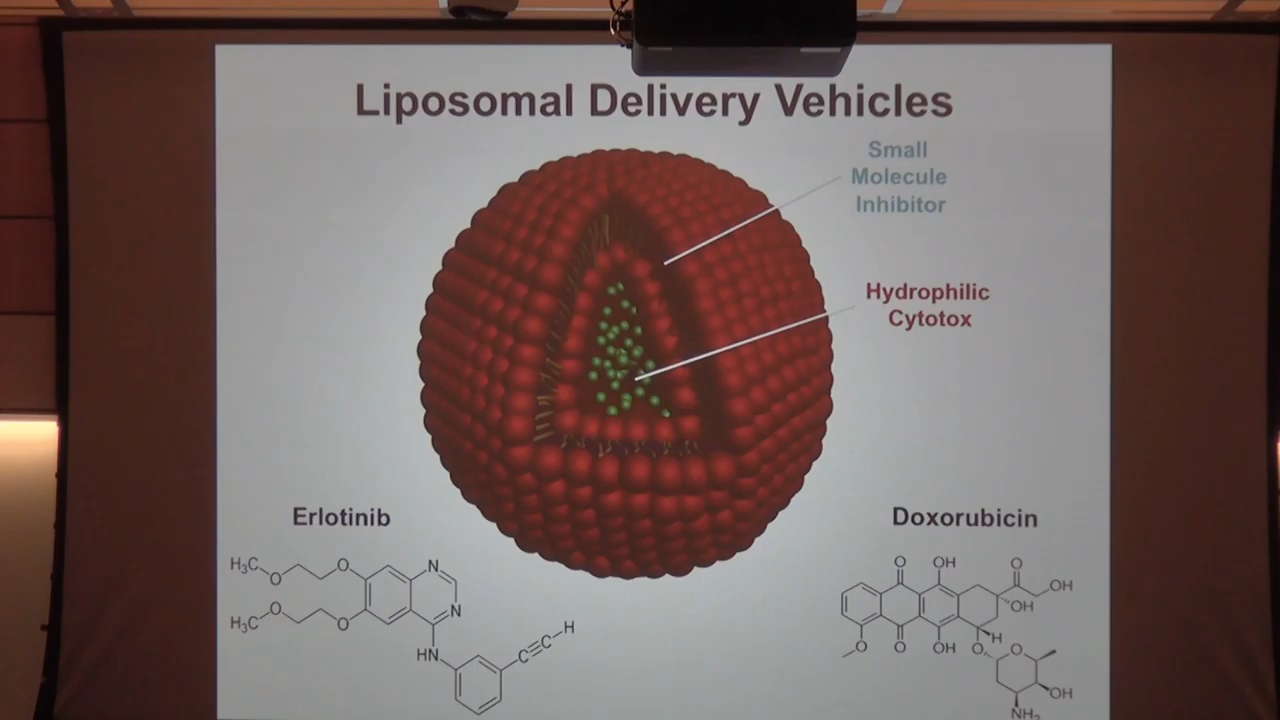 Liposomal Delivery Vehicles
Small
Molecule
Inhibitor
Hydrophilic
Cytotox
Erlotinib
Doxorubicin
H₃C
O
O
N
H₃C
O
O
N
HN
C
C
H
O
OH
O
OH
OH
O
O
OH
O
H
O
OH
NH₂